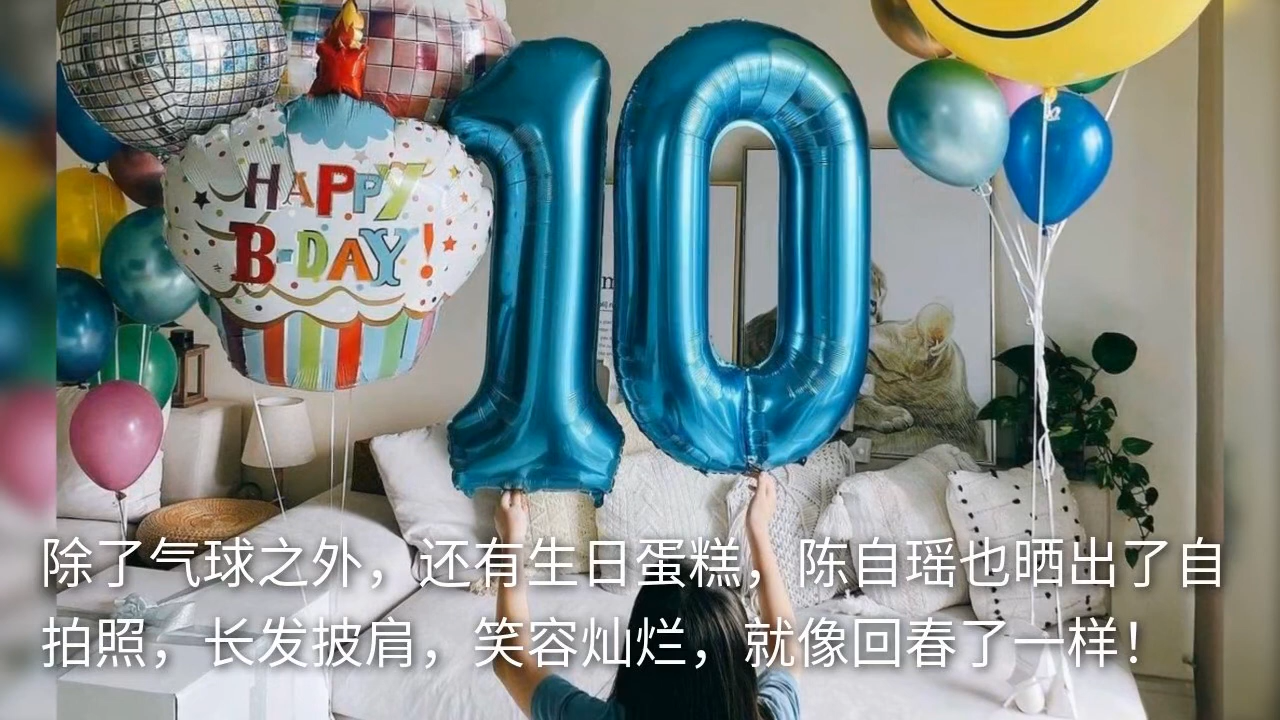 HAPPY
B-DAY!
10
除了气球之外，还有生日蛋糕，陈自瑶也晒出了自
拍照，长发披肩，笑容灿烂，就像回春了一样！